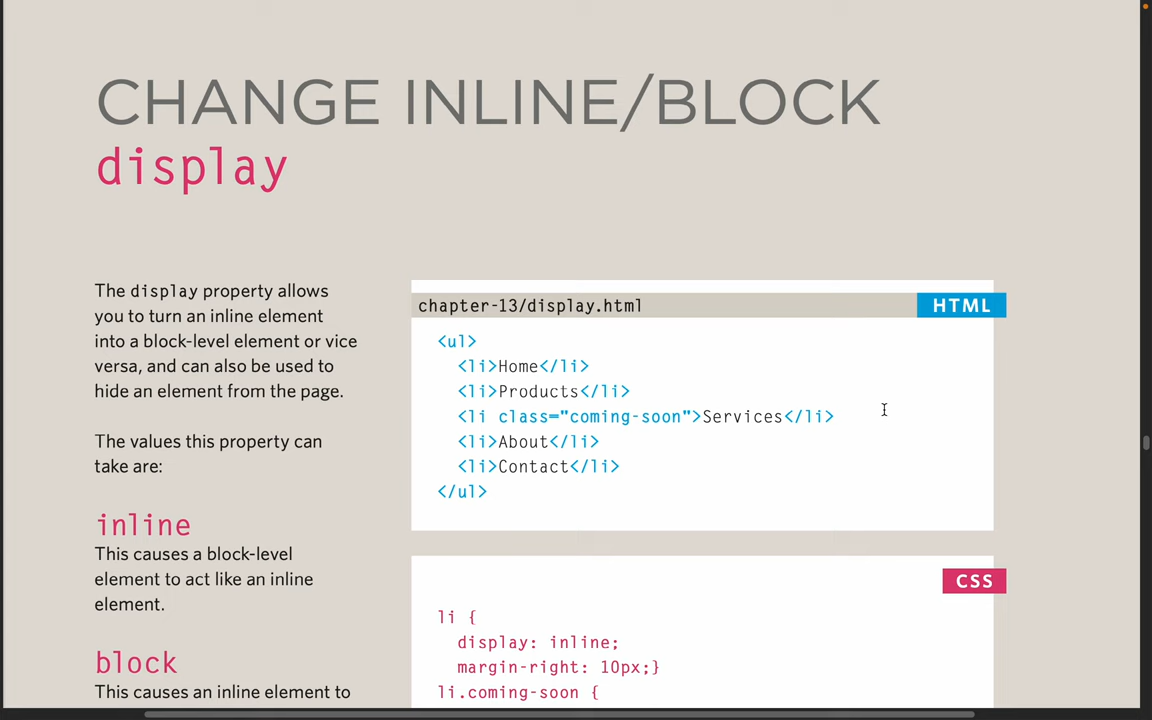 CHANGE INLINE/BLOCK
display
The display property allows
you to turn an inline element
into a block-level element or vice
versa, and can also be used to
hide an element from the page.
The values this property can
take are:
inline
This causes a block-level
element to act like an inline
element.
block
This causes an inline element to
chapter-13/display.html
HTML
<ul>
  <li>Home</li>
  <li>Products</li>
  <li class="coming-soon">Services</li>
  <li>About</li>
  <li>Contact</li>
</ul>
CSS
li {
  display: inline;
  margin-right: 10px;}
li.coming-soon {